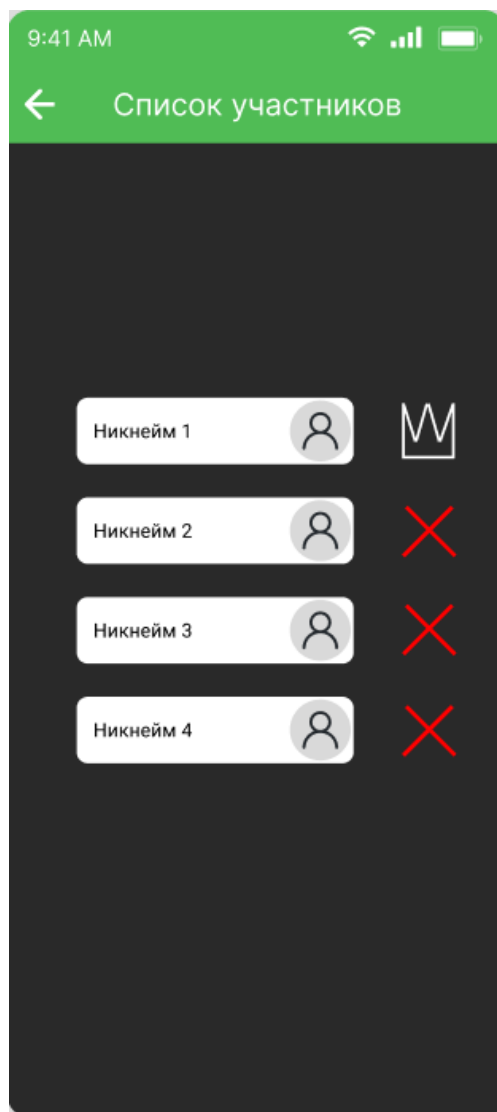 9:41 AM
Список участников
Никнейм 1
Никнейм 2
Никнейм 3
Никнейм 4